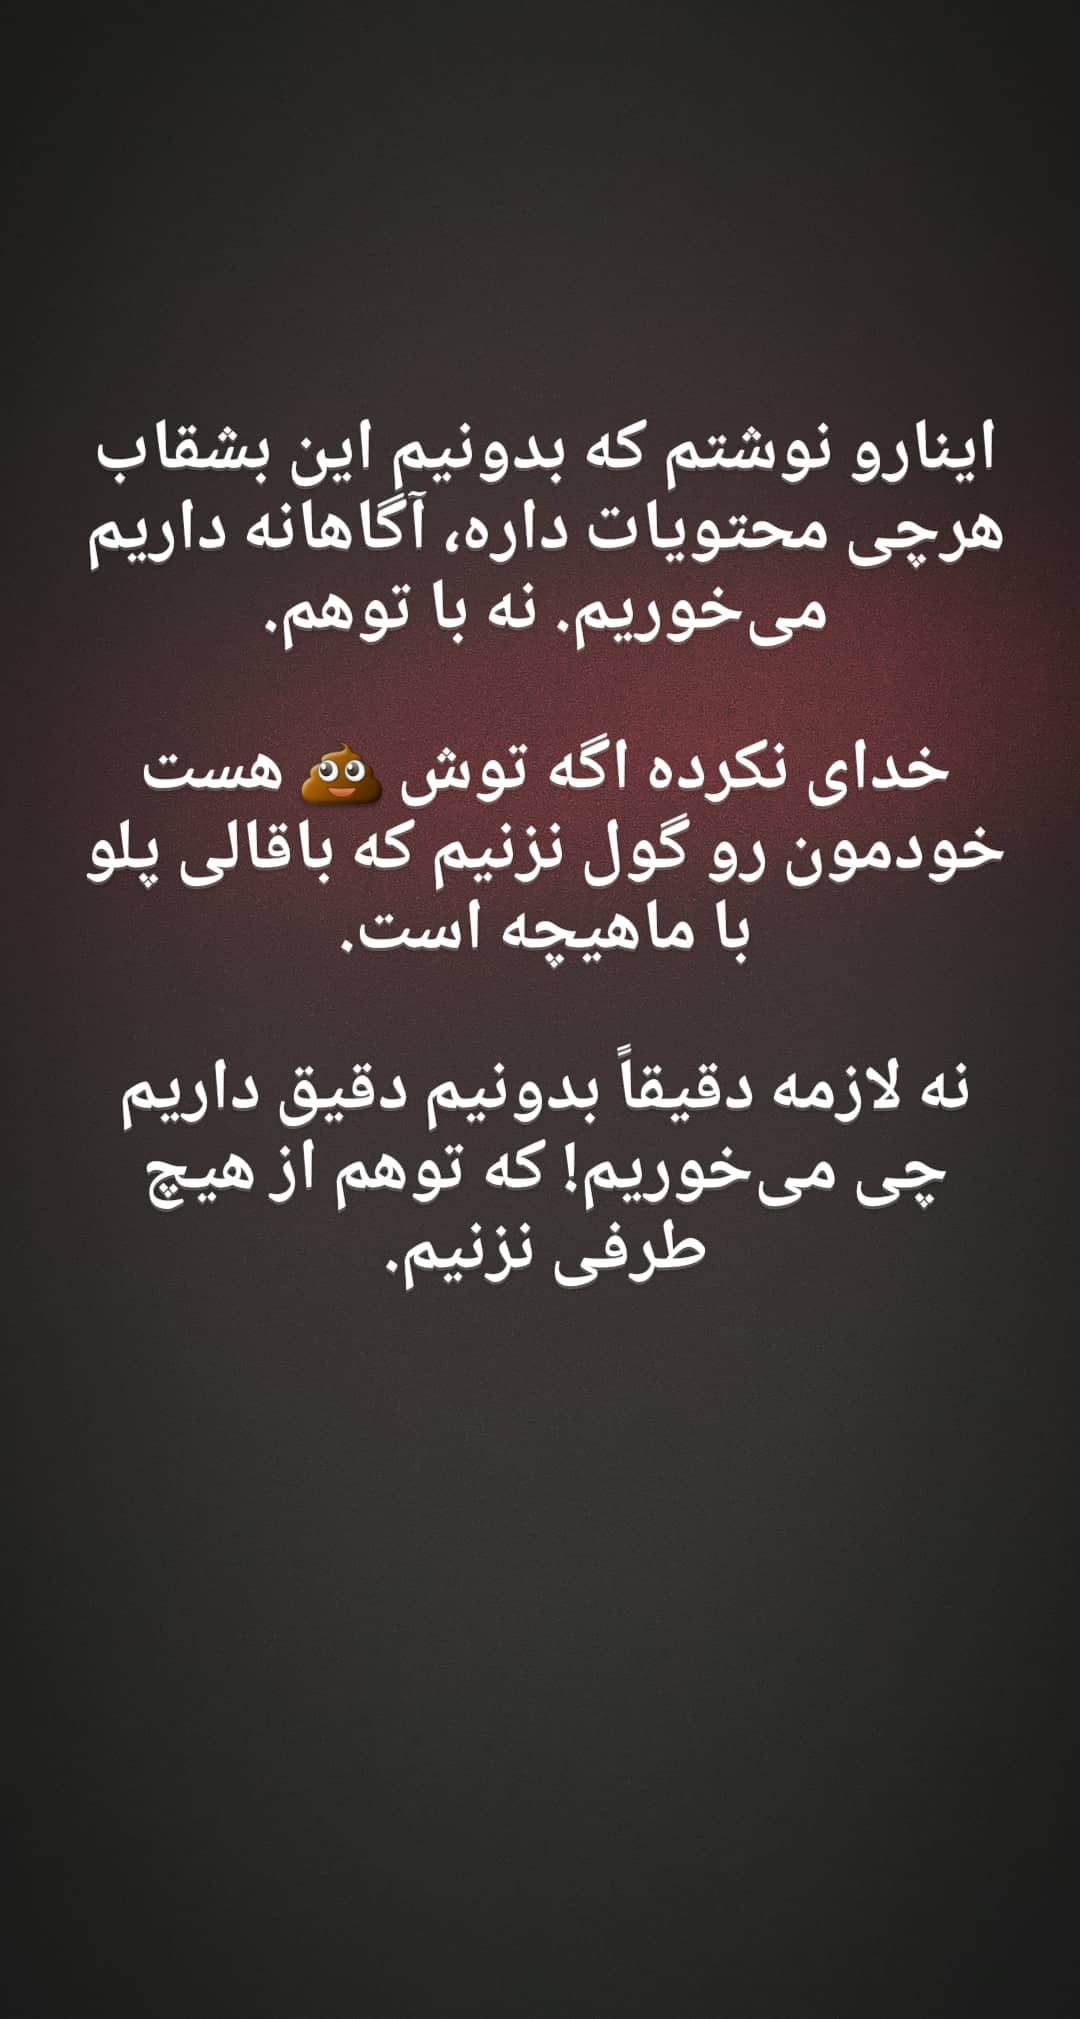 اینارو نوشتم که بدونیم این بشقاب
هرچی محتویات داره، آگاهانه داریم
می‌خوریم. نه با توهم.
خدای نکرده اگه توش 💩 هست
خودمون رو گول نزنیم که باقالی پلو
با ماهیچه است.
نه لازمه دقیقاً بدونیم دقیق داریم
چی می‌خوریم! که توهم از هیچ
طرفی نزنیم.